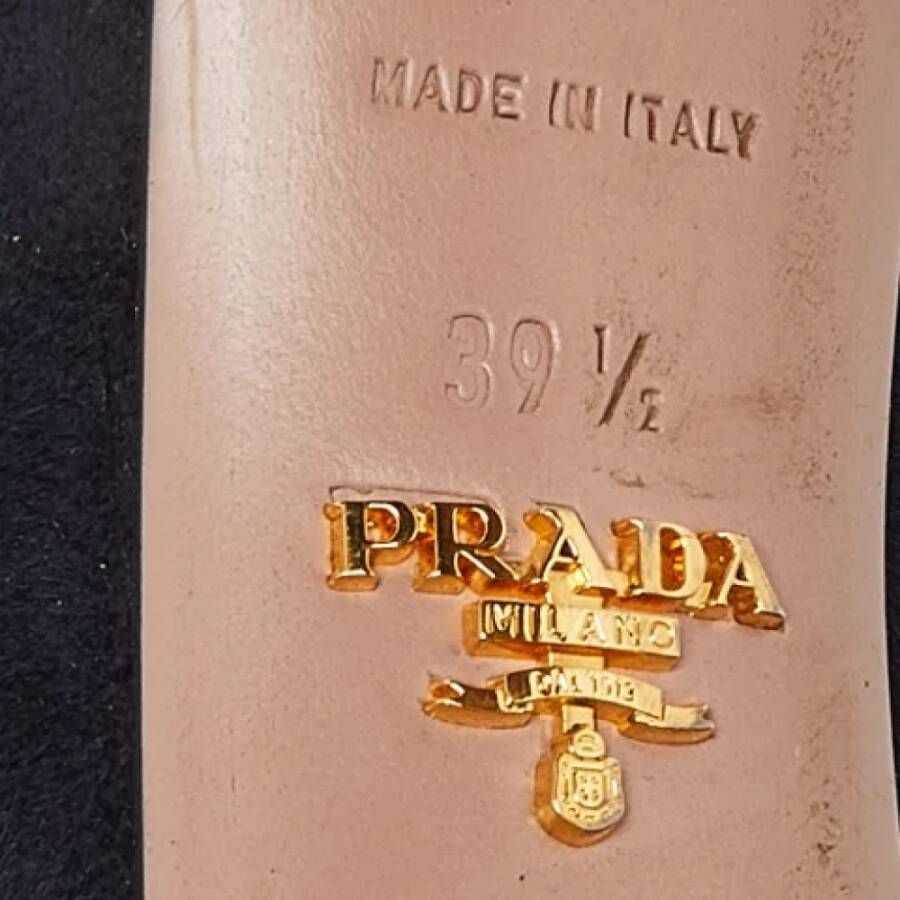 MADE IN ITALY
39 1/2
PRADA
MILANO